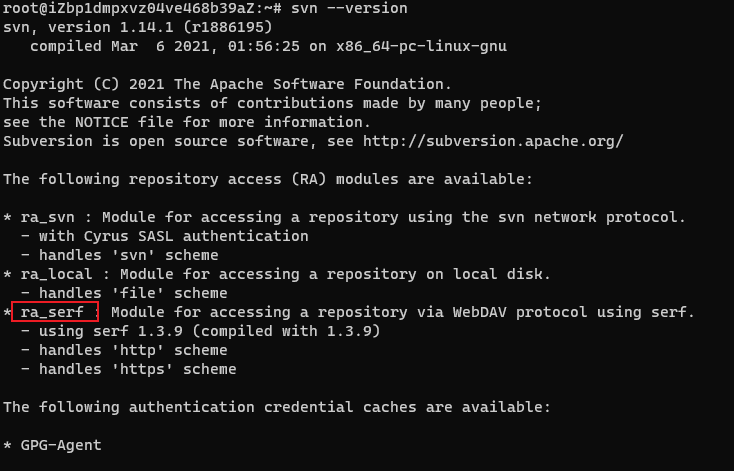 root@iZbp1dmpxvz04ve468b39aZ:~# svn --version
svn, version 1.14.1 (r1886195)
   compiled Mar  6 2021, 01:56:25 on x86_64-pc-linux-gnu

Copyright (C) 2021 The Apache Software Foundation.
This software consists of contributions made by many people;
see the NOTICE file for more information.
Subversion is open source software, see http://subversion.apache.org/

The following repository access (RA) modules are available:

* ra_svn : Module for accessing a repository using the svn network protocol.
  - with Cyrus SASL authentication
  - handles 'svn' scheme
* ra_local : Module for accessing a repository on local disk.
  - handles 'file' scheme
* ra_serf : Module for accessing a repository via WebDAV protocol using serf.
  - using serf 1.3.9 (compiled with 1.3.9)
  - handles 'http' scheme
  - handles 'https' scheme

The following authentication credential caches are available:

* GPG-Agent